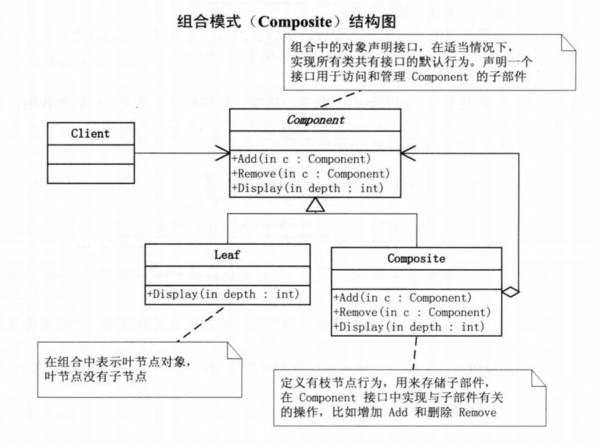 组合模式（Composite）结构图
组合中的对象声明接口，在适当情况下，
实现所有类共有接口的默认行为。声明一个
接口用于访问和管理 Component 的子部件
Client
Component
+Add(in c : Component)
+Remove(in c : Component)
+Display(in depth : int)
Leaf
+Display(in depth : int)
Composite
+Add(in c : Component)
+Remove(in c : Component)
+Display(in depth : int)
在组合中表示叶节点对象，
叶节点没有子节点
定义有枝节点行为，用来存储子部件，
在 Component 接口中实现与子部件有关
的操作，比如增加 Add 和删除 Remove